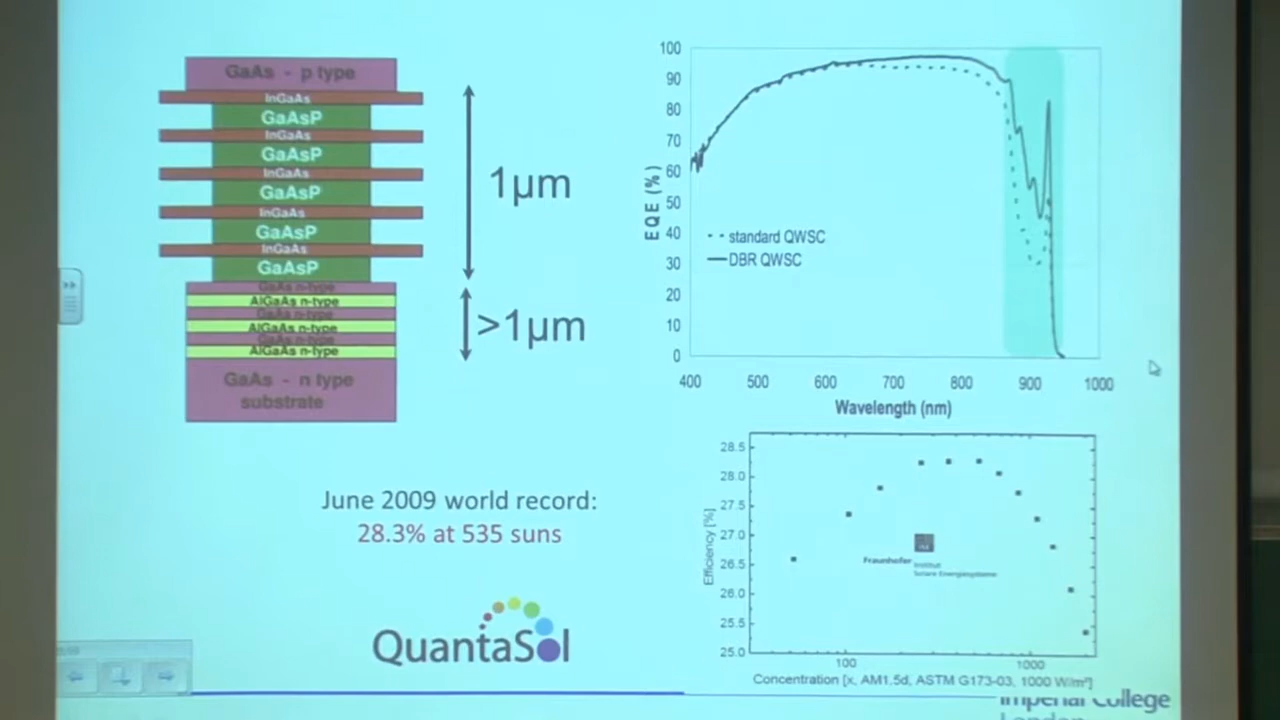 GaAs - p type
InGaAs
GaAsP
InGaAs
GaAsP
InGaAs
GaAsP
InGaAs
GaAsP
InGaAs
GaAsP
GaAs n-type
AlGaAs n-type
GaAs n-type
AlGaAs n-type
GaAs n-type
AlGaAs n-type
GaAs - n type
substrate
1µm
>1µm
June 2009 world record:
28.3% at 535 suns
QuantaSol
100
90
80
70
60
50
40
30
20
10
0
EQE (%)
standard QWSC
DBR QWSC
400 500 600 700 800 900 1000
Wavelength (nm)
28.5
28.0
27.5
27.0
26.5
26.0
25.5
25.0
Efficiency [%]
Fraunhofer
Institut
Solare Energiesysteme
100 1000
Concentration [x, AM1.5d, ASTM G173-03, 1000 W/m²]
Imperial College
London